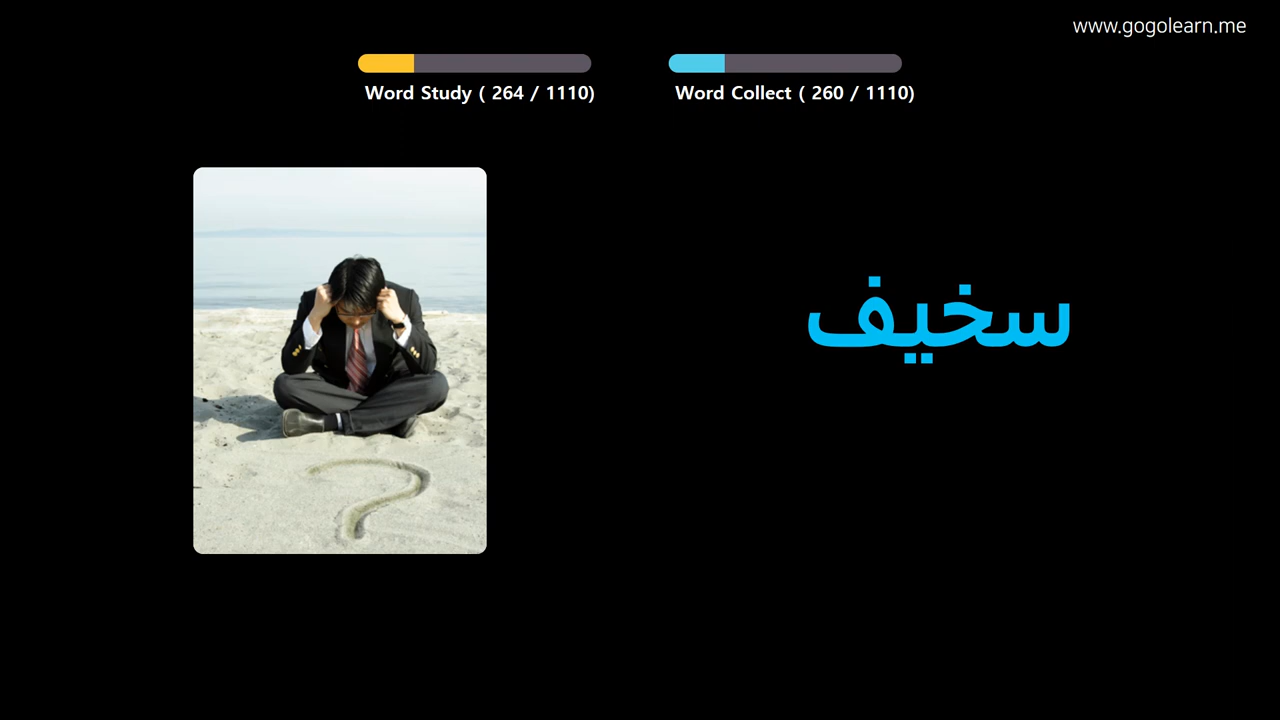 www.gogolearn.me
Word Study ( 264 / 1110)
Word Collect ( 260 / 1110)
سخيف
?